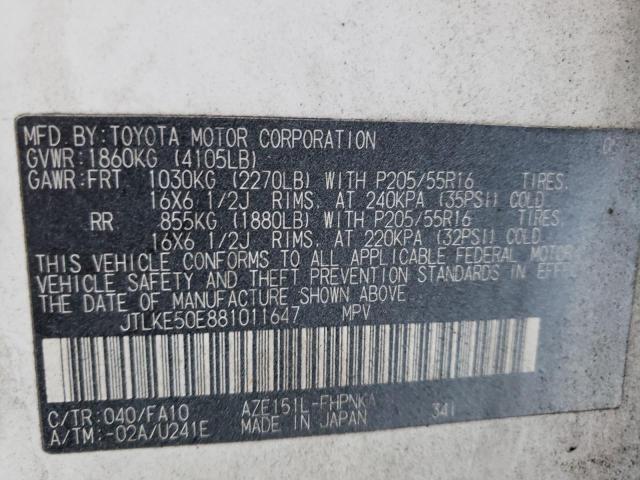 MFD.BY:TOYOTA MOTOR CORPORATION
GVWR:1860KG (4105LB)
GAWR:FRT 1030KG (2270LB) WITH P205/55R16 TIRES,
16X6 1/2J RIMS, AT 240KPA (35PSI) COLD
RR 855KG (1880LB) WITH P205/55R16 TIRES,
16X6 1/2J RIMS, AT 220KPA (32PSI) COLD
THIS VEHICLE CONFORMS TO ALL APPLICABLE FEDERAL MOTOR
VEHICLE SAFETY AND THEFT PREVENTION STANDARDS IN EFFECT
THE DATE OF MANUFACTURE SHOWN ABOVE.
JTLKE50E881011647 MPV
C/TR:040/FA10 AZE151L-FHPNKA 341
A/TM:-02A/U241E MADE IN JAPAN